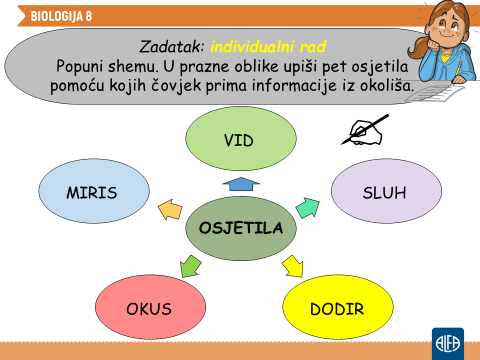 BIOLOGIJA 8
Zadatak: individualni rad
Popuni shemu. U prazne oblike upiši pet osjetila
pomoću kojih čovjek prima informacije iz okoliša.
VID
MIRIS
SLUH
OSJETILA
OKUS
DODIR
ALFA